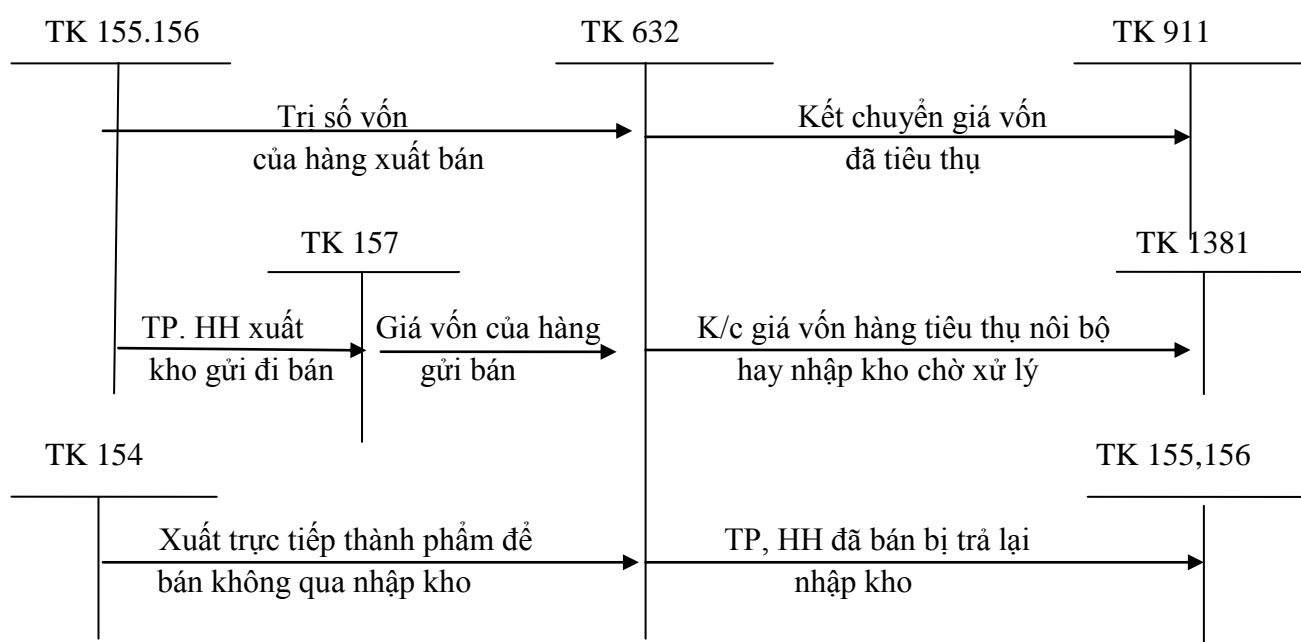 TK 155.156
TK 632
TK 911
Trị số vốn
của hàng xuất bán
Kết chuyển giá vốn
đã tiêu thụ
TK 157
TK 1381
TP. HH xuất
kho gửi đi bán
Giá vốn của hàng
gửi bán
K/c giá vốn hàng tiêu thụ nôi bộ
hay nhập kho chờ xử lý
TK 154
TK 155,156
Xuất trực tiếp thành phẩm để
bán không qua nhập kho
TP, HH đã bán bị trả lại
nhập kho